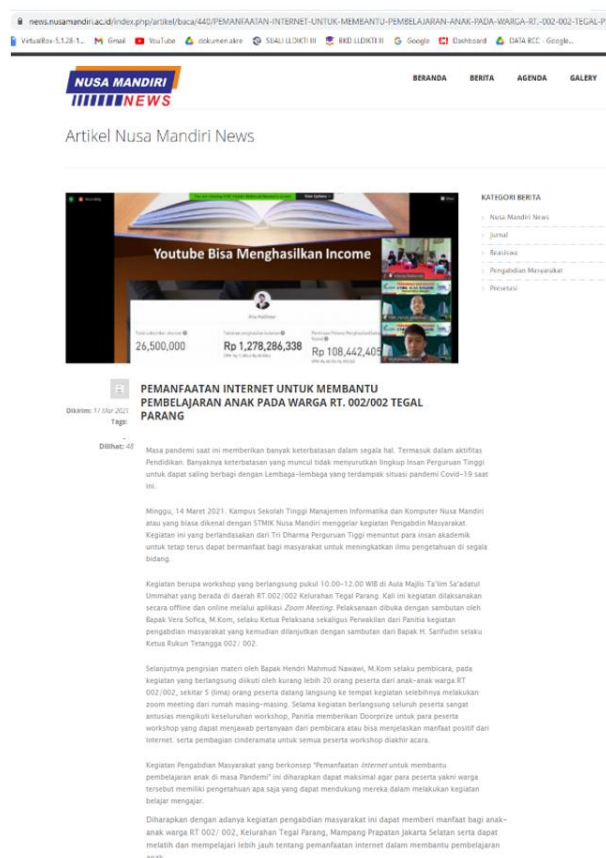 news.nusamandiri.ac.id/index.php/artikel/baca/440/PEMANFAATAN-INTERNET-UNTUK-MEMBANTU-PEMBELAJARAN-ANAK-PADA-WARGA-RT.-002-002-TEGAL-P
VirtualBox-5.1.28-1... Gmail YouTube dokumen akre SIJALI LLDIKTI III BKD LLDIKTI III Google Dashboard DATA RCC - Google...
NUSA MANDIRI
NEWS
BERANDA BERITA AGENDA GALERY
Artikel Nusa Mandiri News
Recording
Youtube Bisa Menghasilkan Income
26,500,000
Rp 1,278,286,338
Rp 108,442,405
KATEGORI BERITA
Nusa Mandiri News
Jurnal
Beasiswa
Pengabdian Masyarakat
Prestasi
PEMANFAATAN INTERNET UNTUK MEMBANTU
PEMBELAJARAN ANAK PADA WARGA RT. 002/002 TEGAL
PARANG
Dikirim: 17 Mar 2021
Tags:
-
Dilihat: 48
Masa pandemi saat ini memberikan banyak keterbatasan dalam segala hal. Termasuk dalam aktifitas
Pendidikan. Banyaknya keterbatasan yang muncul tidak menyurutkan lingkup Insan Perguruan Tinggi
untuk dapat saling berbagi dengan Lembaga-lembaga yang terdampak situasi pandemi Covid-19 saat
ini.
Minggu, 14 Maret 2021. Kampus Sekolah Tinggi Manajemen Informatika dan Komputer Nusa Mandiri
atau yang biasa dikenal dengan STMIK Nusa Mandiri menggelar kegiatan Pengabdin Masyarakat.
Kegiatan ini yang berlandasakan dari Tri Dharma Perguruan Tiggi menuntut para insan akademik
untuk tetap terus dapat bermanfaat bagi masyarakat untuk meningkatkan ilmu pengetahuan di segala
bidang.
Kegiatan berupa workshop yang berlangsung pukul 10.00-12.00 WIB di Aula Majlis Ta'lim Sa'adatul
Ummahat yang berada di daerah RT.002/002 Kelurahan Tegal Parang. Kali ini kegiatan dilaksanakan
secara offline dan online melalui aplikasi Zoom Meeting. Pelaksanaan dibuka dengan sambutan oleh
Bapak Vera Sofica, M.Kom, selaku Ketua Pelaksana sekaligus Perwakilan dari Panitia kegiatan
pengabdian masyarakat yang kemudian dilanjutkan dengan sambutan dari Bapak H. Sarifudin selaku
Ketua Rukun Tetangga 002/ 002.
Selanjutnya pengisian materi oleh Bapak Hendri Mahmud Nawawi, M.Kom selaku pembicara, pada
kegiatan yang berlangsung diikuti oleh kurang lebih 20 orang peserta dari anak-anak warga RT
002/002, sekitar 5 (lima) orang peserta datang langsung ke tempat kegiatan selebihnya melakukan
zoom meeting dari rumah masing-masing. Selama kegiatan berlangsung seluruh peserta sangat
antusias mengikuti keseluruhan workshop, Panitia memberikan Doorprize untuk para peserta
workshop yang dapat menjawab pertanyaan dari pembicara atau bisa menjelaskan manfaat positif dari
Internet. serta pembagian cinderamata untuk semua peserta workshop diakhir acara.
Kegiatan Pengabdian Masyarakat yang berkonsep "Pemanfaatan Internet untuk membantu
pembelajaran anak di masa Pandemi" ini diharapkan dapat maksimal agar para peserta yakni warga
tersebut memiliki pengetahuan apa saja yang dapat mendukung mereka dalam melakukan kegiatan
belajar mengajar.
Diharapkan dengan adanya kegiatan pengabdian masyarakat ini dapat memberi manfaat bagi anak-
anak warga RT 002/ 002, Kelurahan Tegal Parang, Mampang Prapatan Jakarta Selatan serta dapat
melatih dan mempelajari lebih jauh tentang pemanfaatan internet dalam membantu pembelajaran
anak.